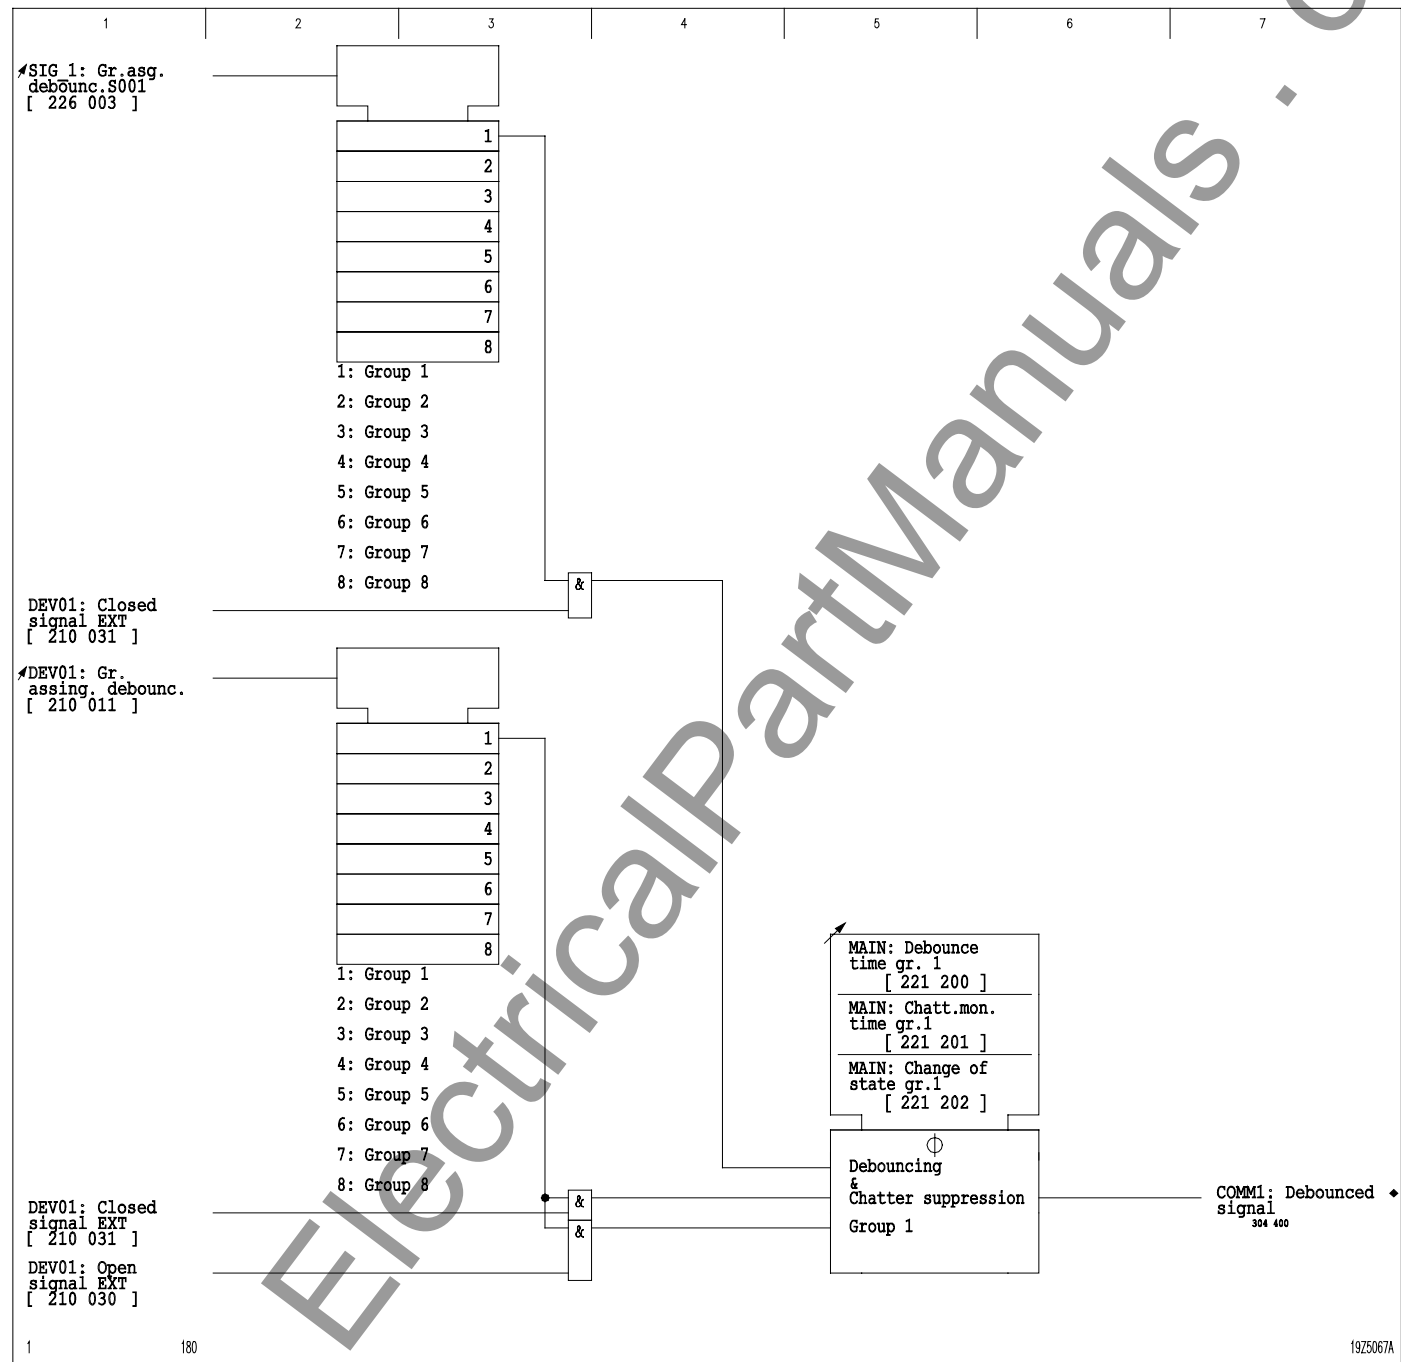 1 2 3 4 5 6 7
SIG_1: Gr.asg.
debounc.S001
[ 226 003 ]
1
2
3
4
5
6
7
8
1: Group 1
2: Group 2
3: Group 3
4: Group 4
5: Group 5
6: Group 6
7: Group 7
8: Group 8
&
DEV01: Closed
signal EXT
[ 210 031 ]
DEV01: Gr.
assing. debounc.
[ 210 011 ]
1
2
3
4
5
6
7
8
1: Group 1
2: Group 2
3: Group 3
4: Group 4
5: Group 5
6: Group 6
7: Group 7
8: Group 8
MAIN: Debounce
time gr. 1
[ 221 200 ]
MAIN: Chatt.mon.
time gr.1
[ 221 201 ]
MAIN: Change of
state gr.1
[ 221 202 ]
Debouncing
&
Chatter suppression
Group 1
&
&
DEV01: Closed
signal EXT
[ 210 031 ]
DEV01: Open
signal EXT
[ 210 030 ]
COMM1: Debounced ◆
signal
304 400
1 180 19Z5067A
ElectricalPartManuals .